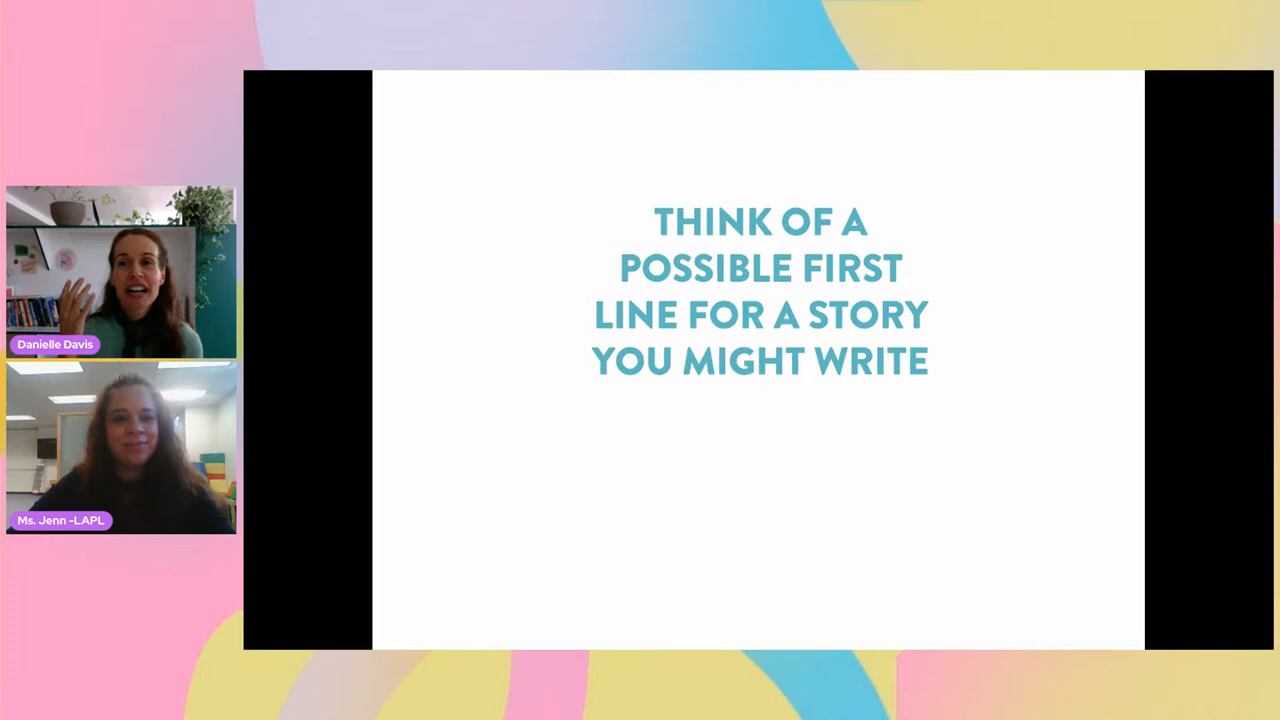 THINK OF A
POSSIBLE FIRST
LINE FOR A STORY
YOU MIGHT WRITE
Danielle Davis
Ms. Jenn -LAPL